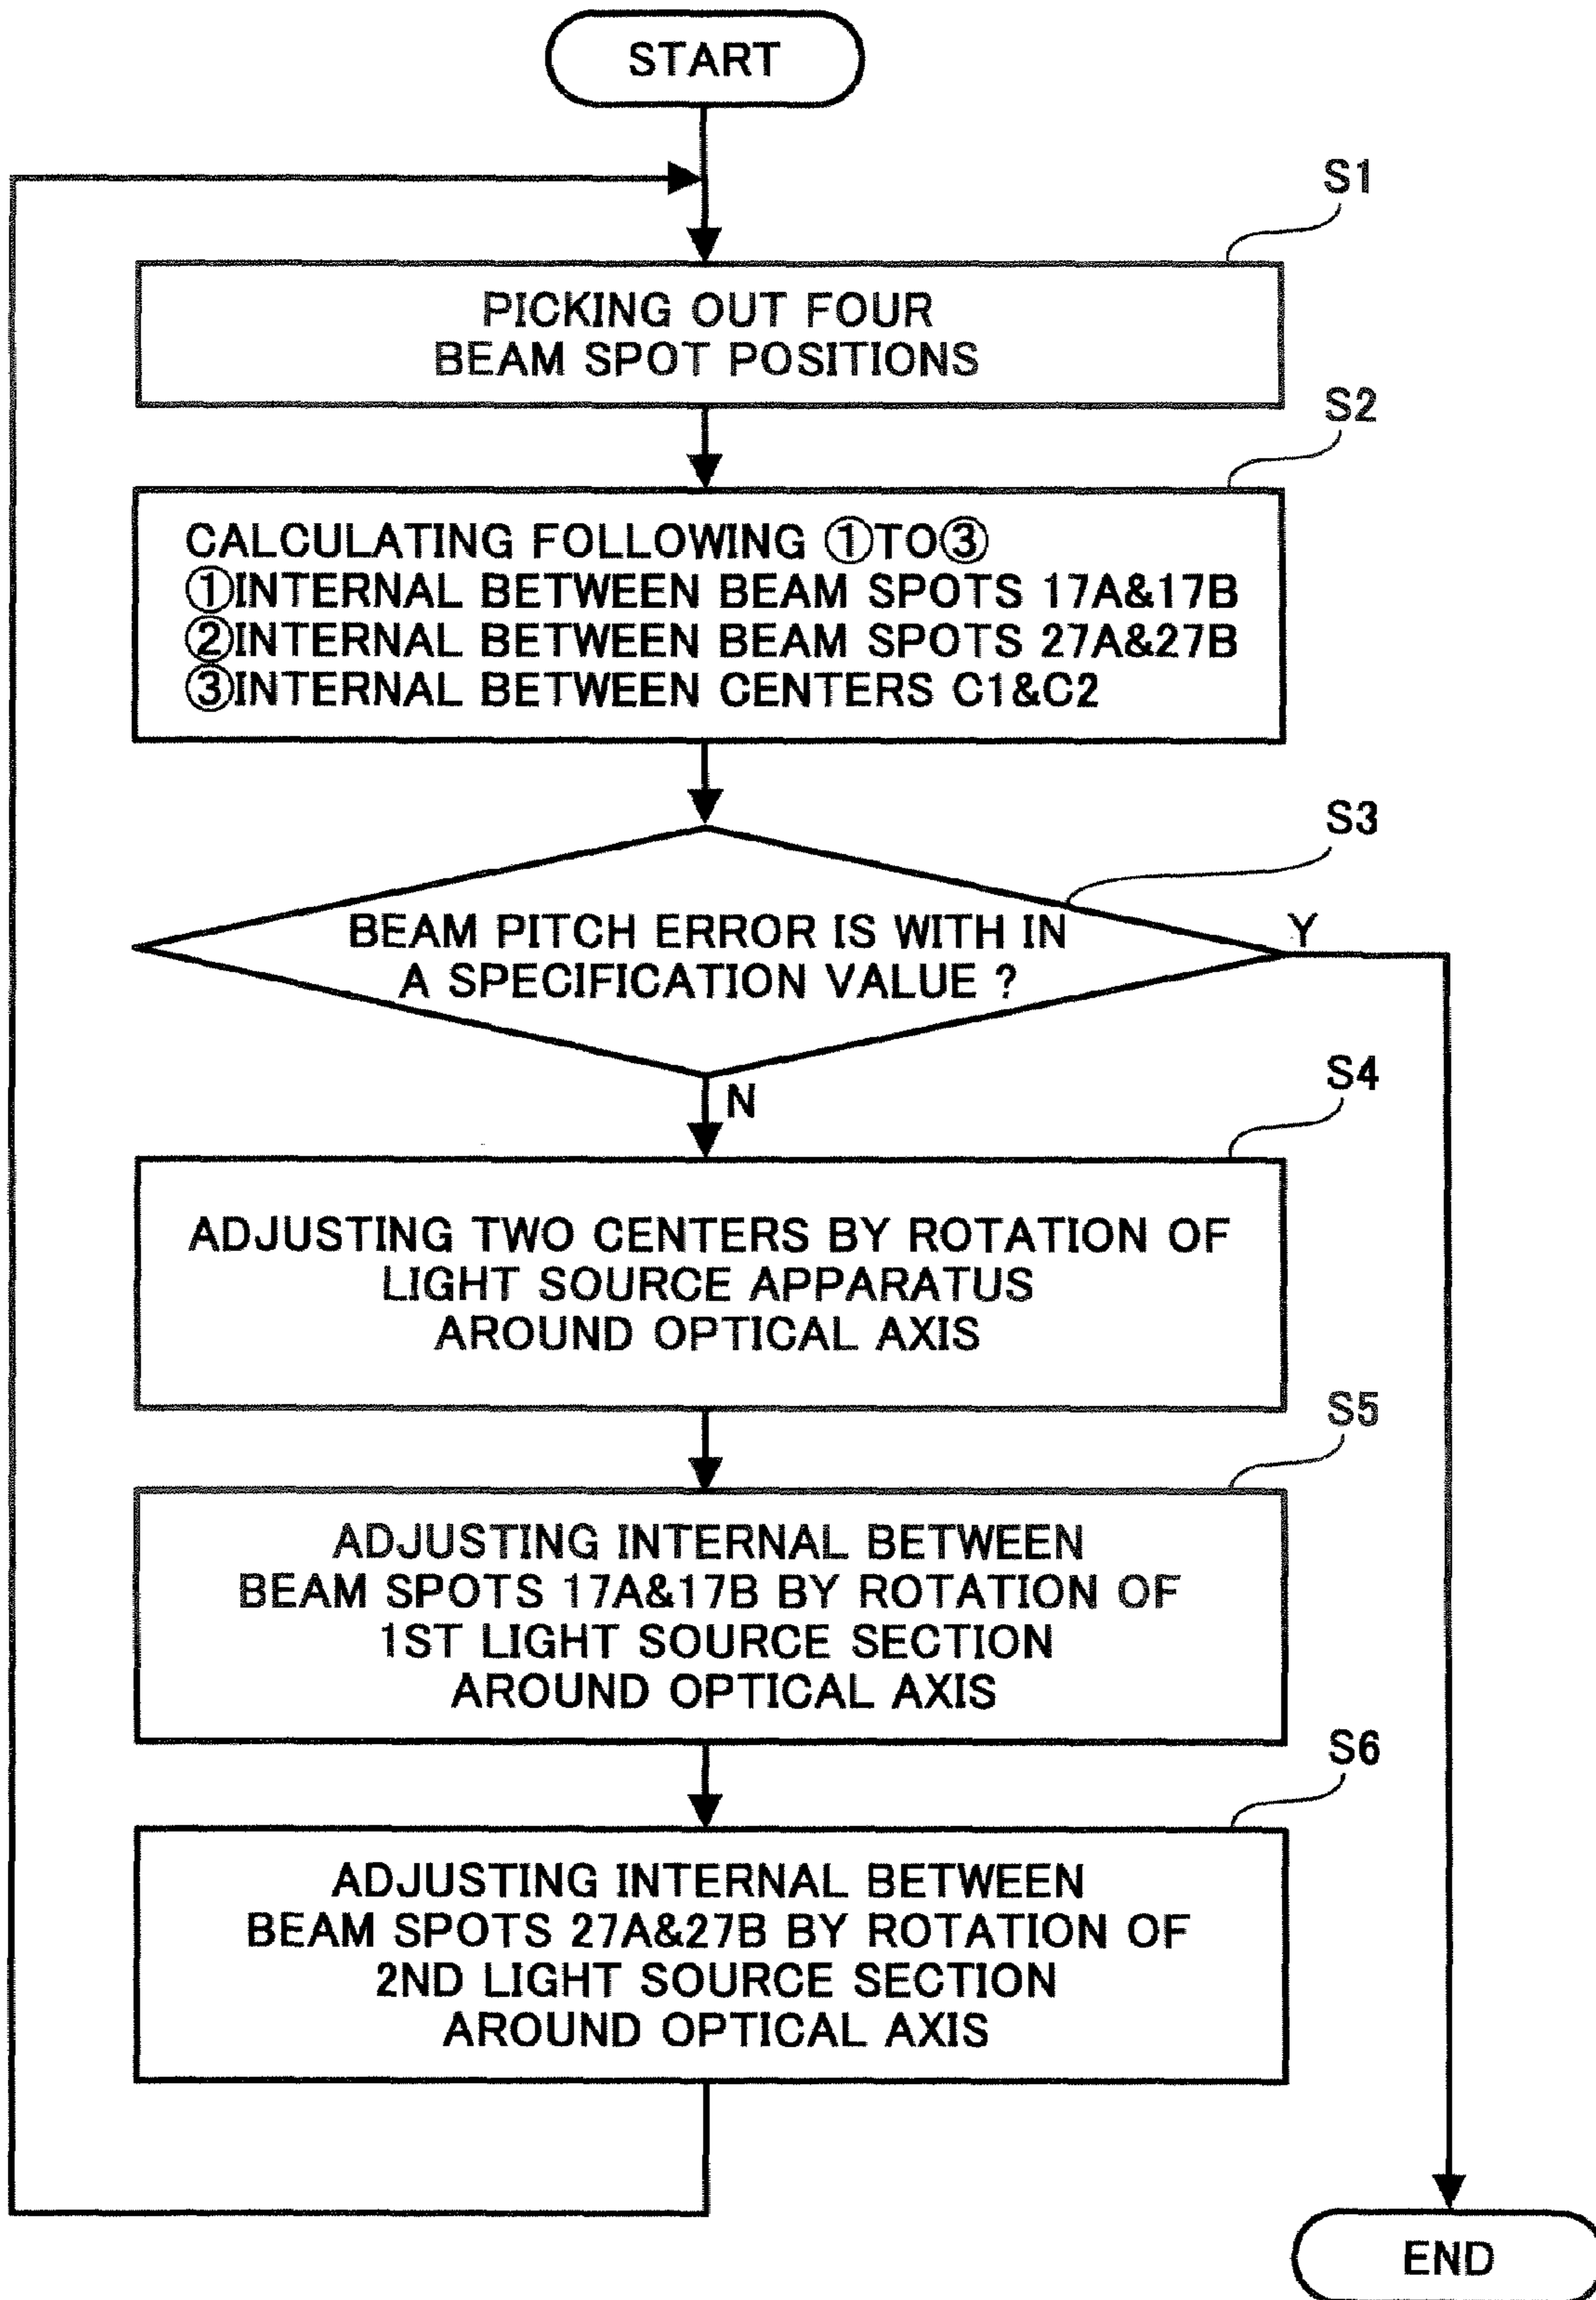 START
S1
PICKING OUT FOUR
BEAM SPOT POSITIONS
S2
CALCULATING FOLLOWING ①TO③
①INTERNAL BETWEEN BEAM SPOTS 17A&17B
②INTERNAL BETWEEN BEAM SPOTS 27A&27B
③INTERNAL BETWEEN CENTERS C1&C2
S3
BEAM PITCH ERROR IS WITH IN
A SPECIFICATION VALUE ?
Y
N
S4
ADJUSTING TWO CENTERS BY ROTATION OF
LIGHT SOURCE APPARATUS
AROUND OPTICAL AXIS
S5
ADJUSTING INTERNAL BETWEEN
BEAM SPOTS 17A&17B BY ROTATION OF
1ST LIGHT SOURCE SECTION
AROUND OPTICAL AXIS
S6
ADJUSTING INTERNAL BETWEEN
BEAM SPOTS 27A&27B BY ROTATION OF
2ND LIGHT SOURCE SECTION
AROUND OPTICAL AXIS
END